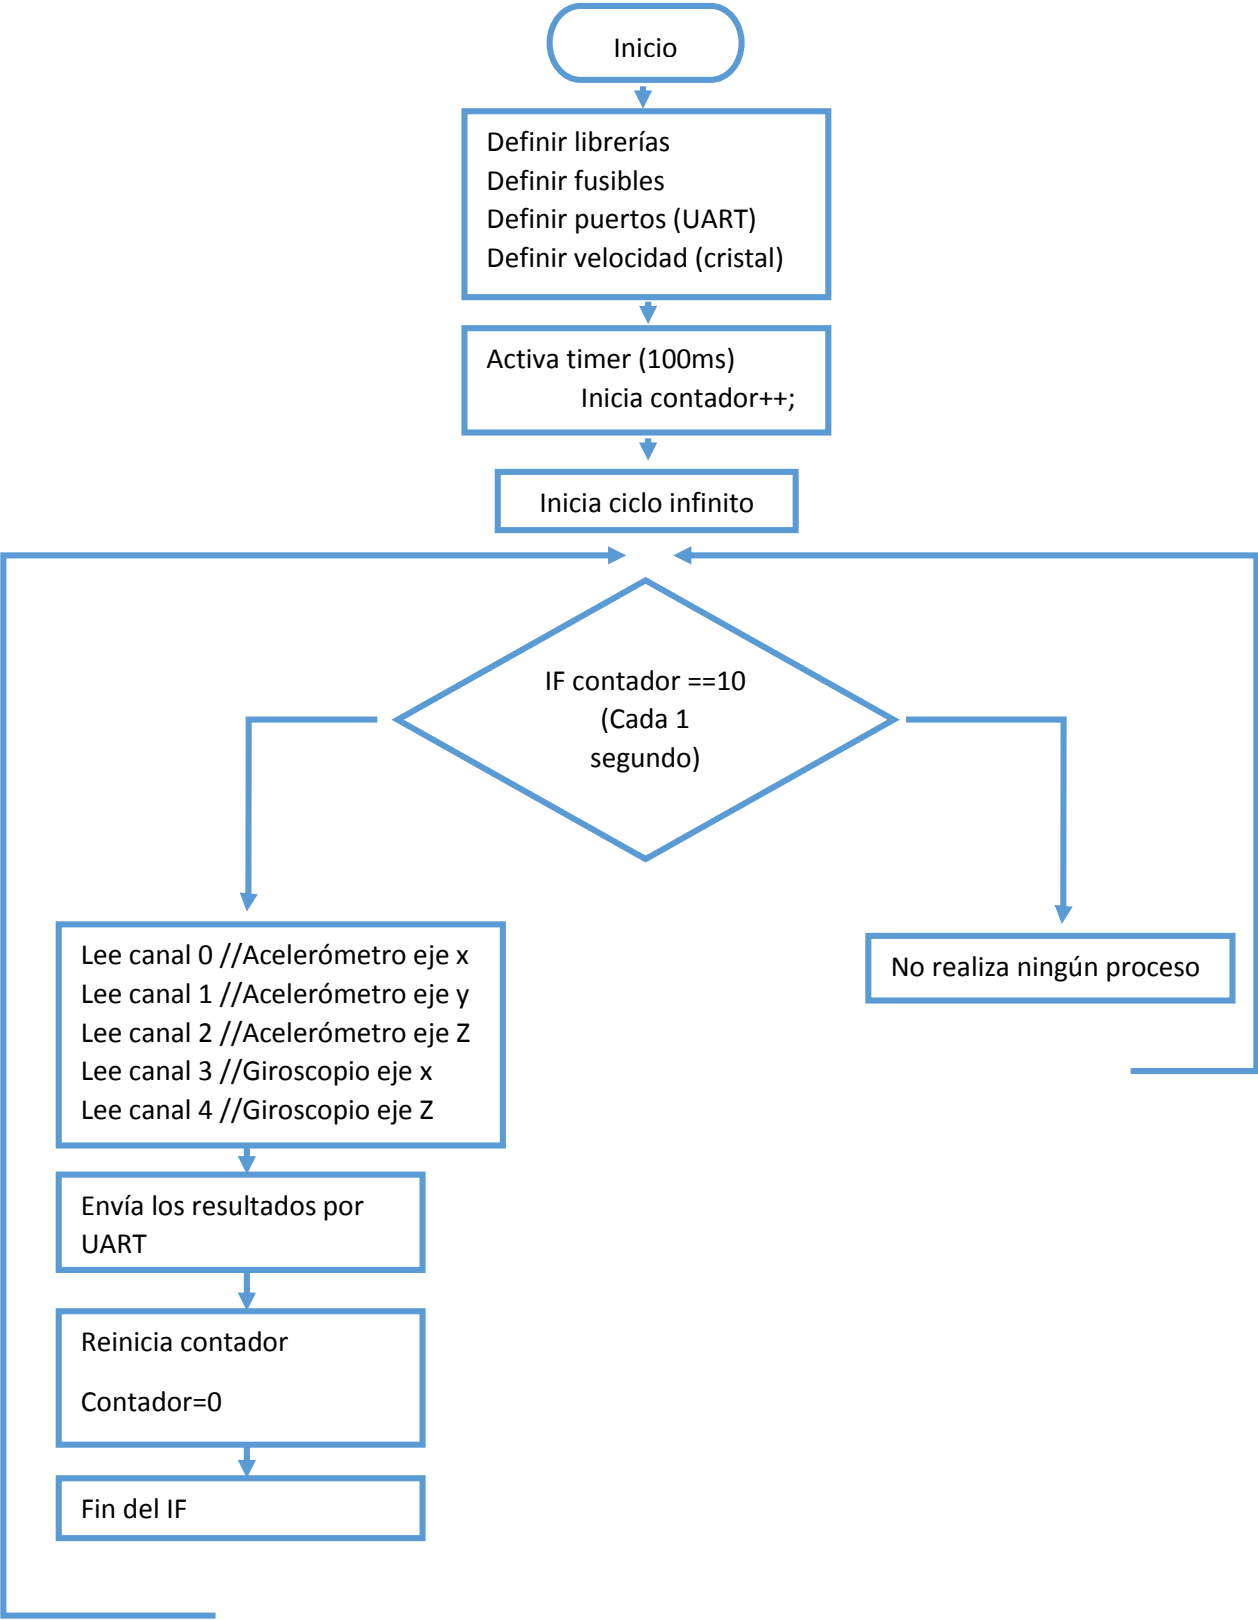 Inicio
Definir librerías
Definir fusibles
Definir puertos (UART)
Definir velocidad (cristal)
Activa timer (100ms)
Inicia contador++;
Inicia ciclo infinito
IF contador ==10
(Cada 1
segundo)
Lee canal 0 //Acelerómetro eje x
Lee canal 1 //Acelerómetro eje y
Lee canal 2 //Acelerómetro eje Z
Lee canal 3 //Giroscopio eje x
Lee canal 4 //Giroscopio eje Z
No realiza ningún proceso
Envía los resultados por
UART
Reinicia contador
Contador=0
Fin del IF